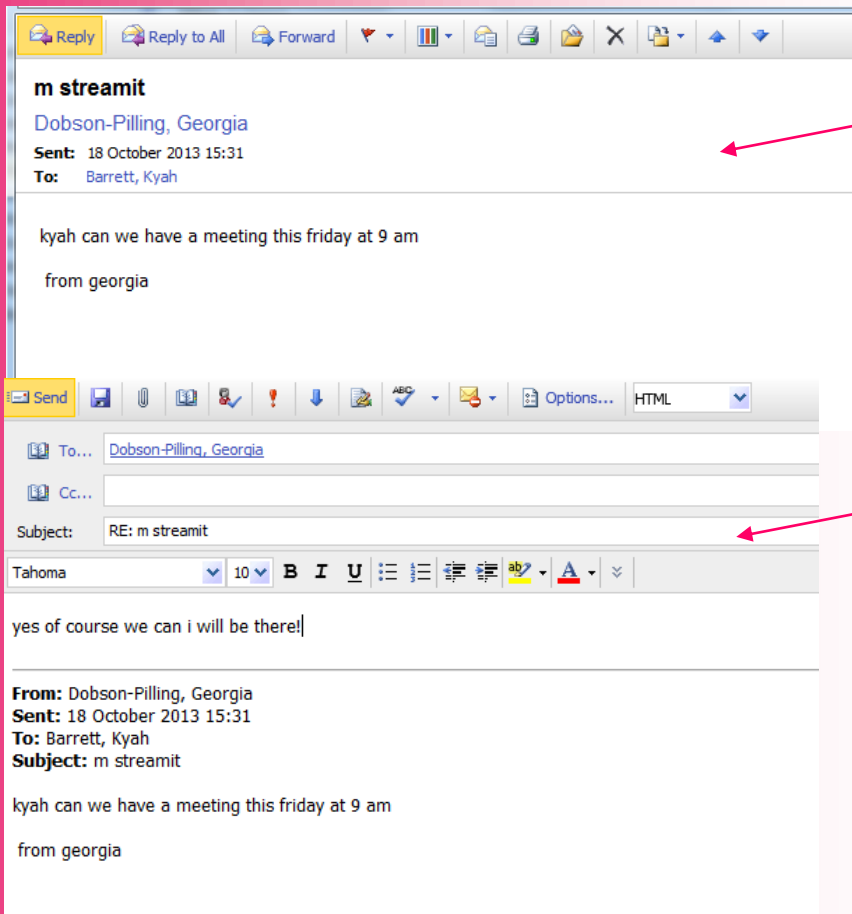 Reply Reply to All Forward
m streamit
Dobson-Pilling, Georgia
Sent: 18 October 2013 15:31
To: Barrett, Kyah
kyah can we have a meeting this friday at 9 am
from georgia
Send ABC Options... HTML
To... Dobson-Pilling, Georgia
Cc...
Subject: RE: m streamit
Tahoma 10 B I U ab A
yes of course we can i will be there!
From: Dobson-Pilling, Georgia
Sent: 18 October 2013 15:31
To: Barrett, Kyah
Subject: m streamit
kyah can we have a meeting this friday at 9 am
from georgia